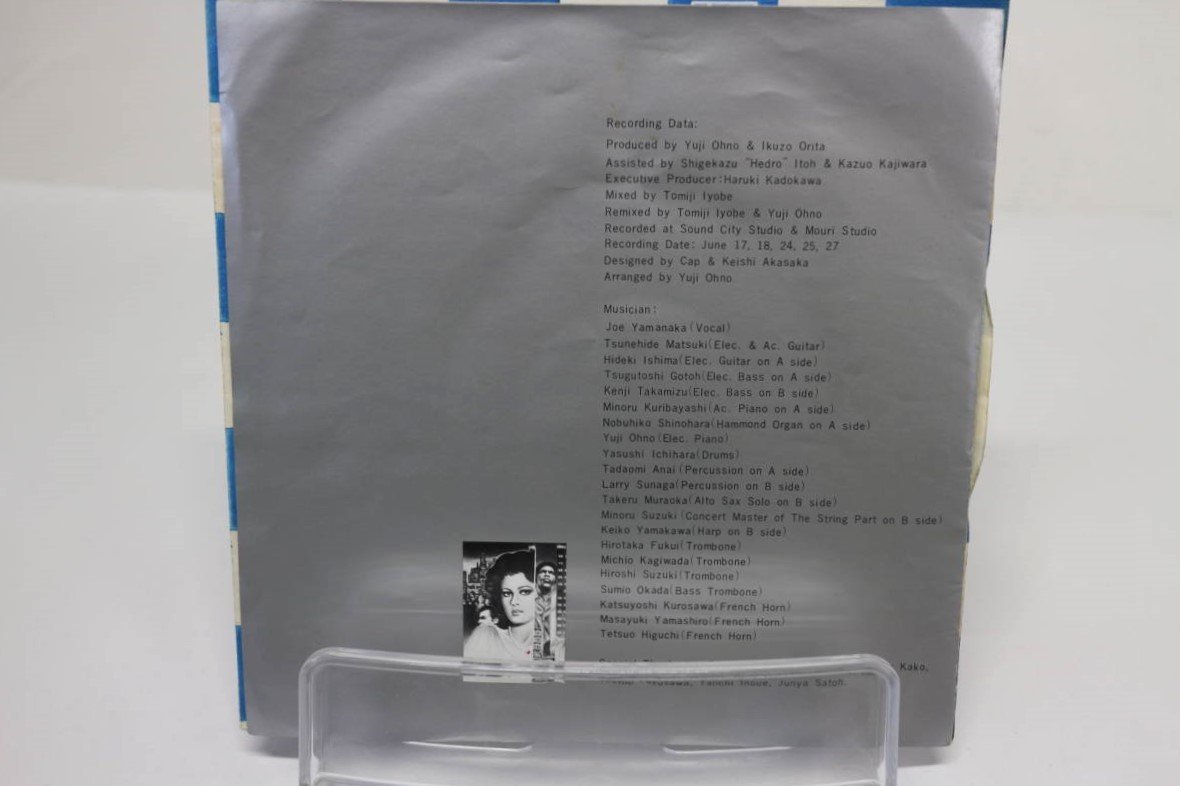 Recording Data:
Produced by Yuji Ohno & Ikuzo Orita
Assisted by Shigekazu "Hedro" Itoh & Kazuo Kajiwara
Executive Producer:Haruki Kadokawa
Mixed by Tomiji Iyobe
Remixed by Tomiji Iyobe & Yuji Ohno
Recorded at Sound City Studio & Mouri Studio
Recording Date: June 17, 18, 24, 25, 27
Designed by Cap & Keishi Akasaka
Arranged by Yuji Ohno
Musician:
Joe Yamanaka(Vocal)
Tsunehide Matsuki(Elec. & Ac. Guitar)
Hideki Ishima(Elec. Guitar on A side)
Tsugutoshi Gotoh(Elec. Bass on A side)
Kenji Takamizu(Elec. Bass on B side)
Minoru Kuribayashi(Ac. Piano on A side)
Nobuhiko Shinohara(Hammond Organ on A side)
Yuji Ohno(Elec. Piano)
Yasushi Ichihara(Drums)
Tadaomi Anai(Percussion on A side)
Larry Sunaga(Percussion on B side)
Takeru Muraoka(Alto Sax Solo on B side)
Minoru Suzuki(Concert Master of The String Part on B side)
Keiko Yamakawa(Harp on B side)
Hirotaka Fukui(Trombone)
Michio Kagiwada(Trombone)
Hiroshi Suzuki(Trombone)
Sumio Okada(Bass Trombone)
Katsuyoshi Kurosawa(French Horn)
Masayuki Yamashiro(French Horn)
Tetsuo Higuchi(French Horn)
Kako,
Inoue, Junya Satoh.